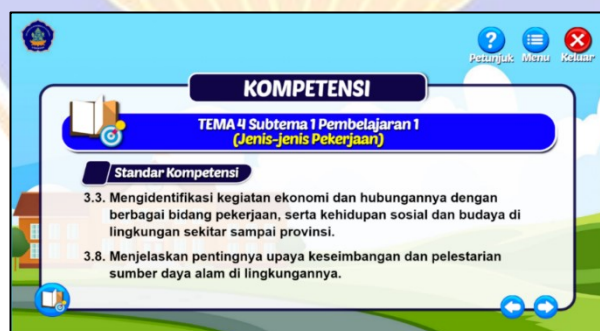 Petunjuk Menu Keluar
KOMPETENSI
TEMA 4 Subtema 1 Pembelajaran 1
(Jenis-jenis Pekerjaan)
Standar Kompetensi
3.3. Mengidentifikasi kegiatan ekonomi dan hubungannya dengan
berbagai bidang pekerjaan, serta kehidupan sosial dan budaya di
lingkungan sekitar sampai provinsi.
3.8. Menjelaskan pentingnya upaya keseimbangan dan pelestarian
sumber daya alam di lingkungannya.